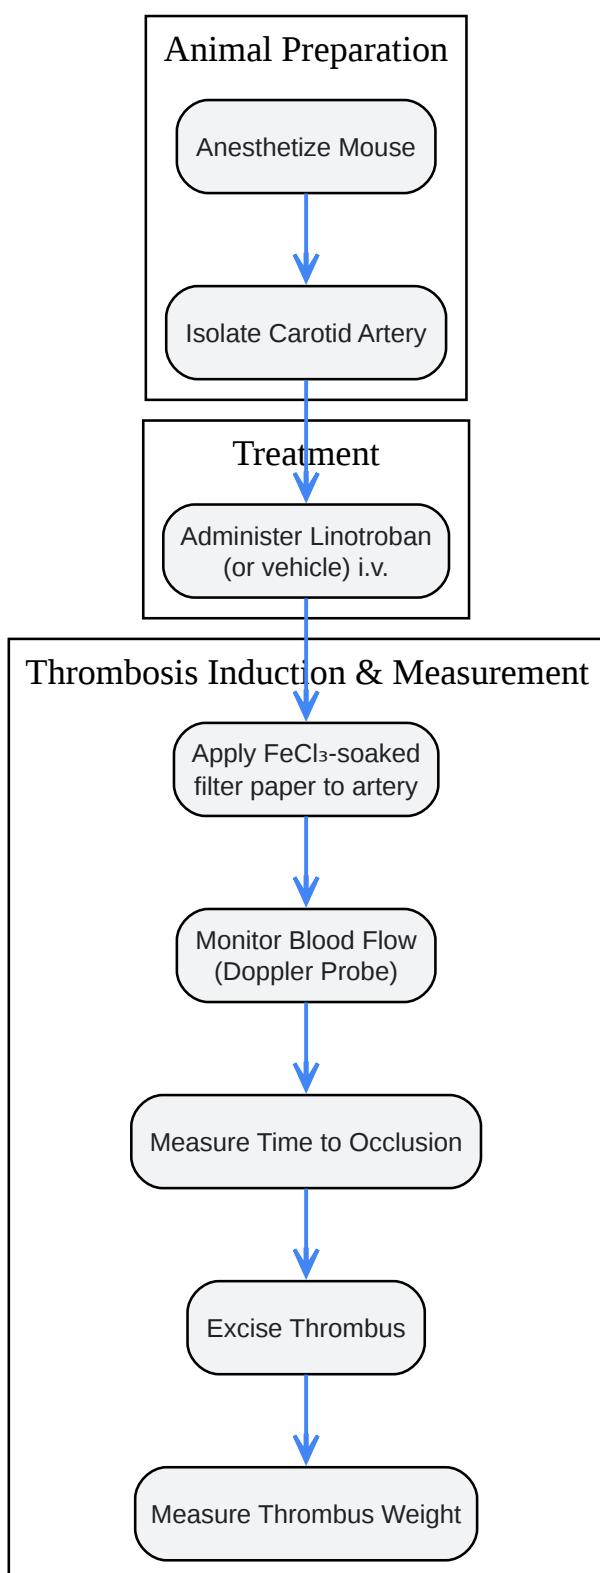 Animal Preparation
Anesthetize Mouse
Isolate Carotid Artery
Treatment
Administer Linotroban
(or vehicle) i.v.
Thrombosis Induction & Measurement
Apply FeCl₃-soaked
filter paper to artery
Monitor Blood Flow
(Doppler Probe)
Measure Time to Occlusion
Excise Thrombus
Measure Thrombus Weight